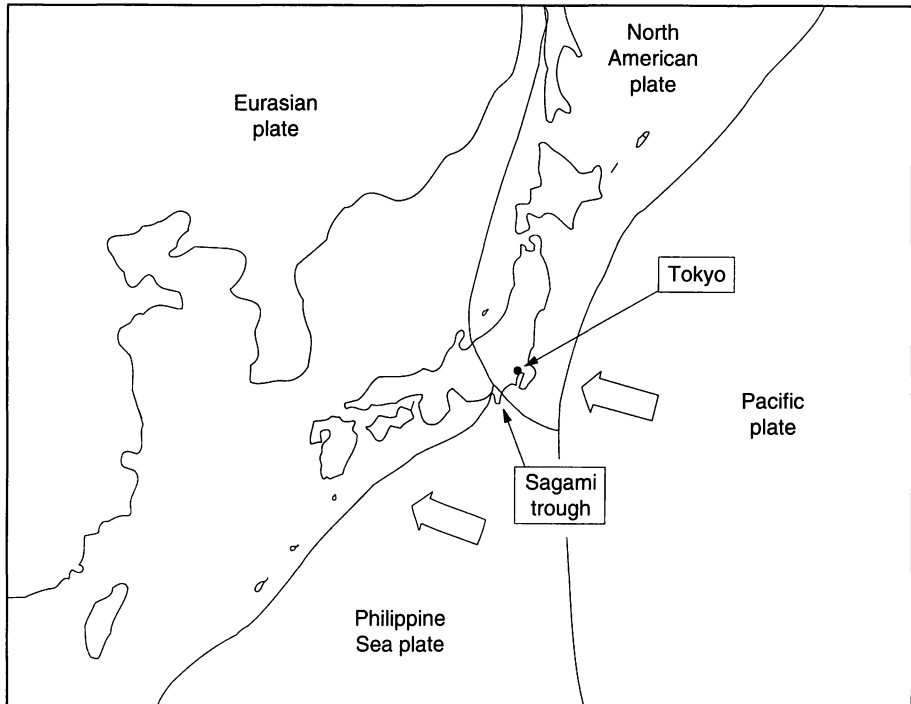 North
American
plate
Eurasian
plate
Tokyo
Pacific
plate
Sagami
trough
Philippine
Sea plate